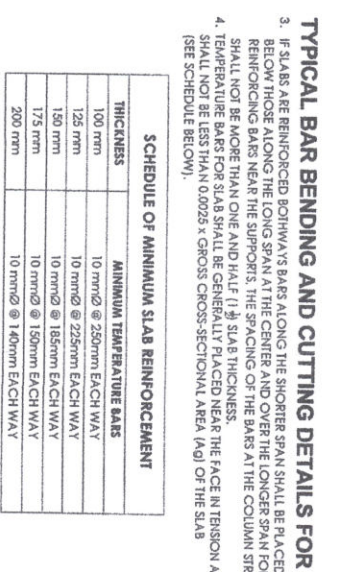 TYPICAL BAR BENDING AND CUTTING DETAILS FOR
3. IF SLABS ARE REINFORCED BOTHWAYS BARS ALONG THE SHORTER SPAN SHALL BE PLACED
BELOW THOSE ALONG THE LONG SPAN AT THE CENTER AND OVER THE LONGER SPAN FO
REINFORCING BARS NEAR THE SUPPORTS. THE SPACING OF THE BARS AT THE COLUMN STR
SHALL NOT BE MORE THAN ONE AND HALF (1 ½) SLAB THICKNESS.
4. TEMPERATURE BARS FOR SLAB SHALL BE GENERALLY PLACED NEAR THE FACE IN TENSION A
SHALL NOT BE LESS THAN 0.0025 x GROSS CROSS-SECTIONAL AREA (Ag) OF THE SLAB
(SEE SCHEDULE BELOW).
SCHEDULE OF MINIMUM SLAB REINFORCEMENT
THICKNESS MINIMUM TEMPERATURE BARS
100 mm 10 mmØ @ 250mm EACH WAY
125 mm 10 mmØ @ 225mm EACH WAY
150 mm 10 mmØ @ 185mm EACH WAY
175 mm 10 mmØ @ 150mm EACH WAY
200 mm 10 mmØ @ 140mm EACH WAY